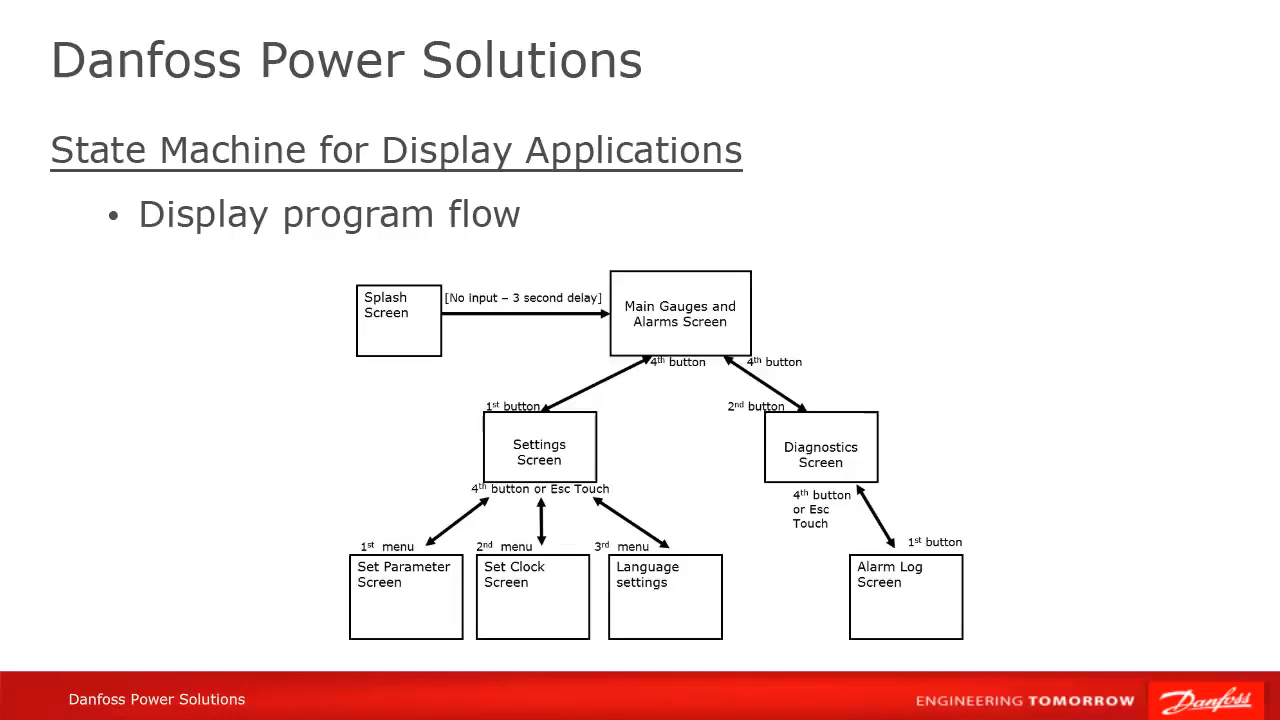 Danfoss Power Solutions
State Machine for Display Applications
• Display program flow
Splash
Screen
[No input – 3 second delay]
Main Gauges and
Alarms Screen
4th button
4th button
1st button
2nd button
Settings
Screen
Diagnostics
Screen
4th button or Esc Touch
4th button
or Esc
Touch
1st menu
2nd menu
3rd menu
1st button
Set Parameter
Screen
Set Clock
Screen
Language
settings
Alarm Log
Screen
Danfoss Power Solutions
ENGINEERING TOMORROW
Danfoss